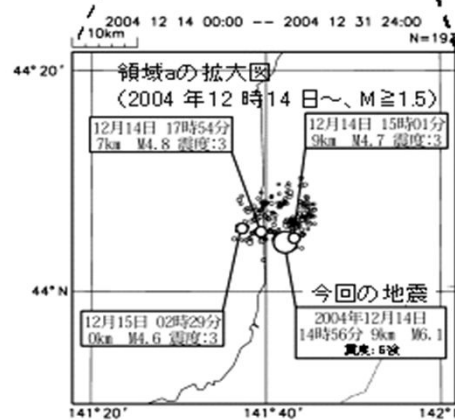 2004 12 14 00:00 -- 2004 12 31 24:00
10km
N=193
44°20'
領域aの拡大図
(2004 年12 時14 日~、M≧1.5)
12月14日 17時54分
7km M4.8 震度:3
12月14日 15時01分
9km M4.7 震度:3
44°N
今回の地震
12月15日 02時29分
0km M4.6 震度:3
2004年12月14日
14時56分 9km M6.1
震度:5強
141°20'
141°40'
142°